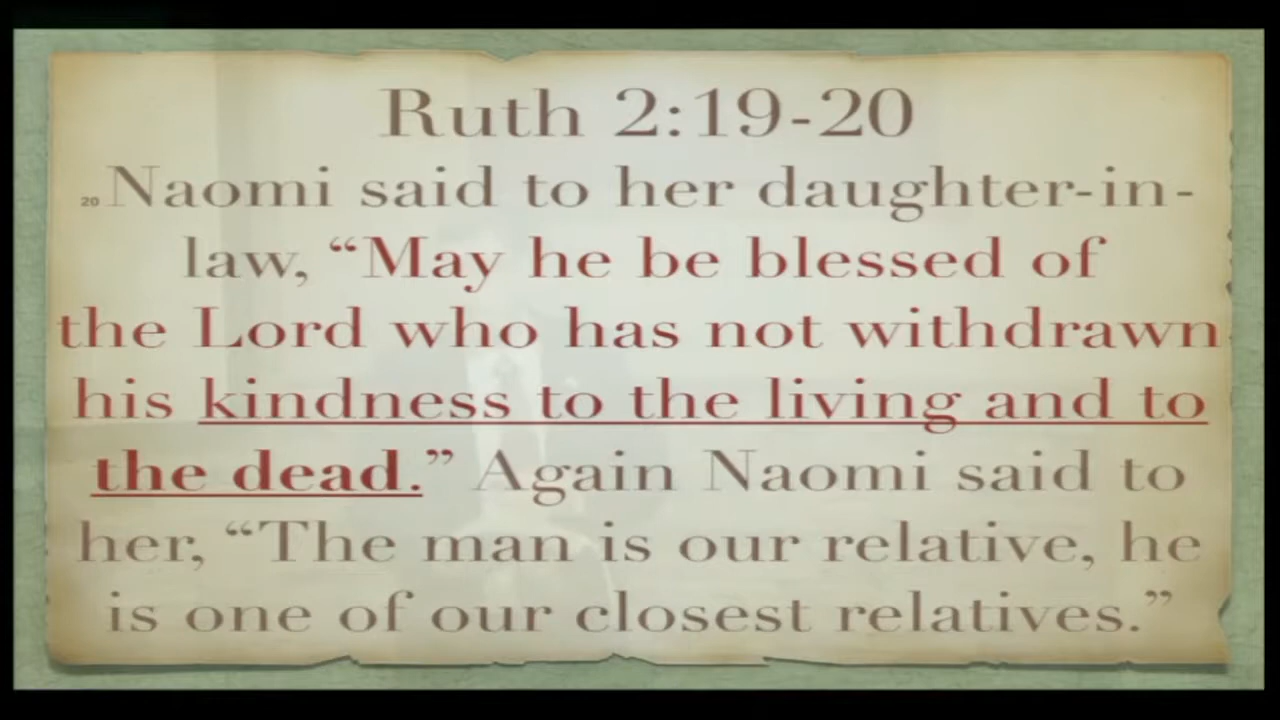 Ruth 2:19-20
20 Naomi said to her daughter-in-
law, “May he be blessed of
the Lord who has not withdrawn
his kindness to the living and to
the dead.” Again Naomi said to
her, “The man is our relative, he
is one of our closest relatives.”